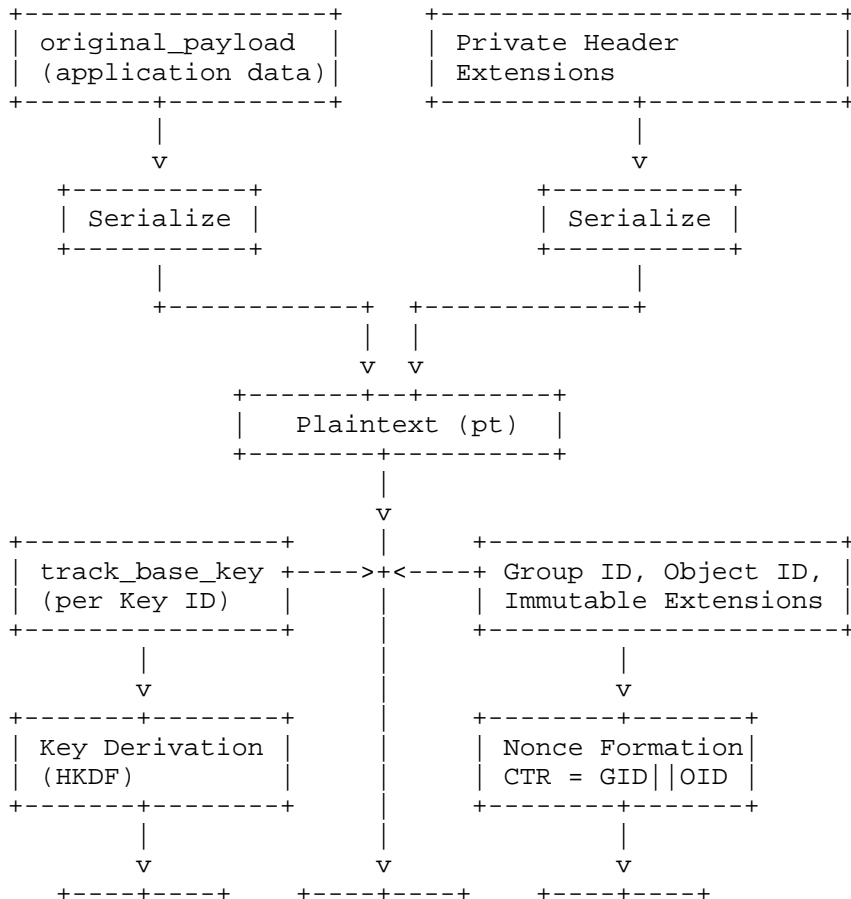 +-------------------+     +-------------------------+
| original_payload  |     | Private Header          |
| (application data)|     | Extensions              |
+--------+----------+     +------------+------------+
         |                             |
         v                             v
   +-----------+                 +-----------+
   | Serialize |                 | Serialize |
   +-----------+                 +-----------+
         |                             |
         +------------+  +-------------+
                      |  |
                      v  v
              +-------+--+--------+
              |   Plaintext (pt)  |
              +--------+----------+
                       |
                       v
+----------------+     |     +----------------------+
| track_base_key +---->+<----+ Group ID, Object ID, |
| (per Key ID)   |     |     | Immutable Extensions |
+----------------+     |     +----------------------+
        |              |              |
        v              |              v
+-------+--------+     |     +--------+-------+
| Key Derivation |     |     | Nonce Formation|
| (HKDF)         |     |     | CTR = GID||OID |
+-------+--------+     |     +--------+-------+
        |              |              |
        v              v              v
   +----+----+    +----+----+    +----+----+